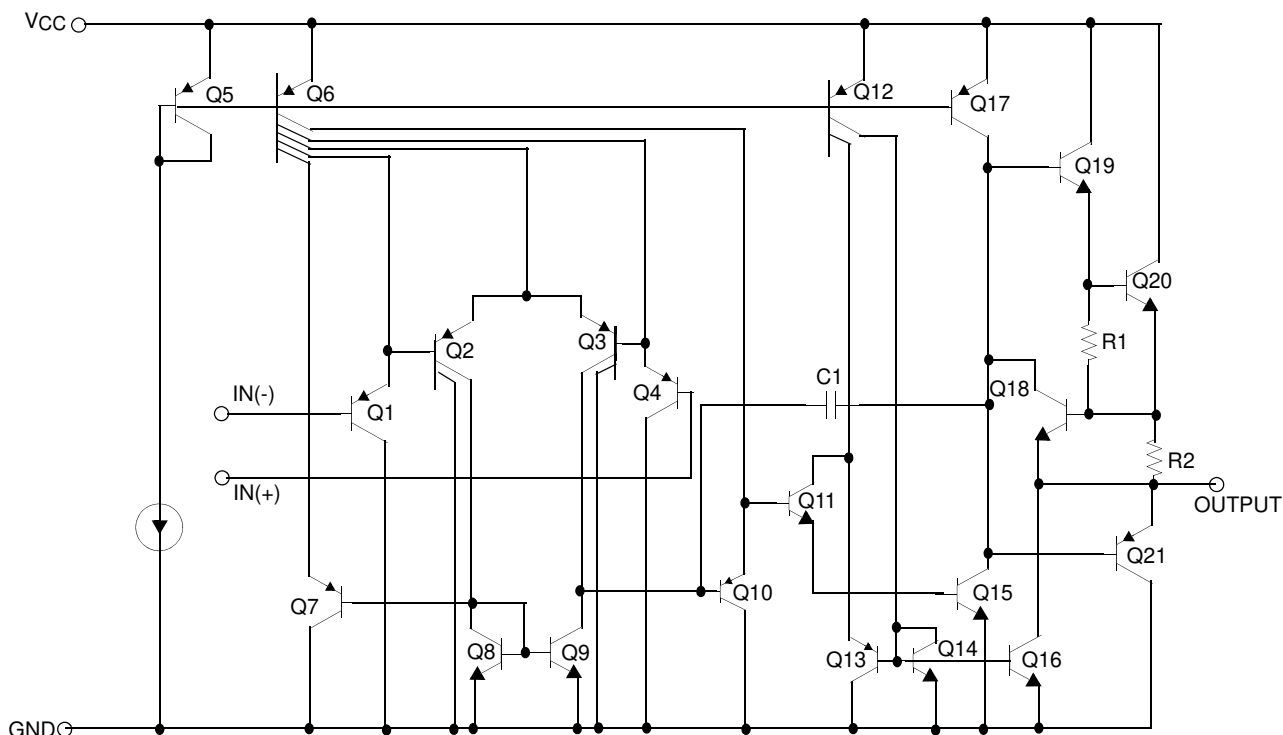 VCC
Q5
Q6
Q12
Q17
Q19
Q20
Q2
Q3
R1
C1
Q18
IN(-)
Q1
Q4
R2
IN(+)
Q11
OUTPUT
Q21
Q7
Q10
Q15
Q8
Q9
Q13
Q14
Q16
GND